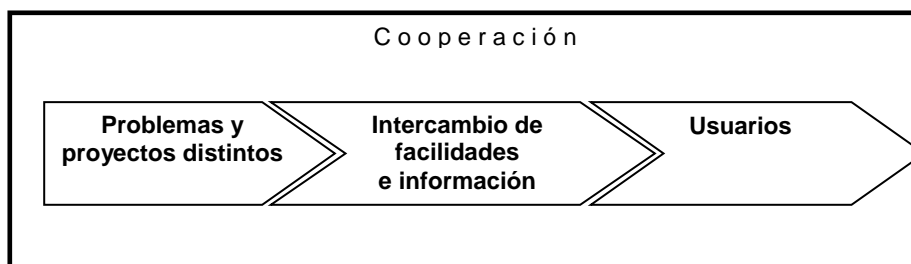 Cooperación
Problemas y
proyectos distintos
Intercambio de
facilidades
e información
Usuarios